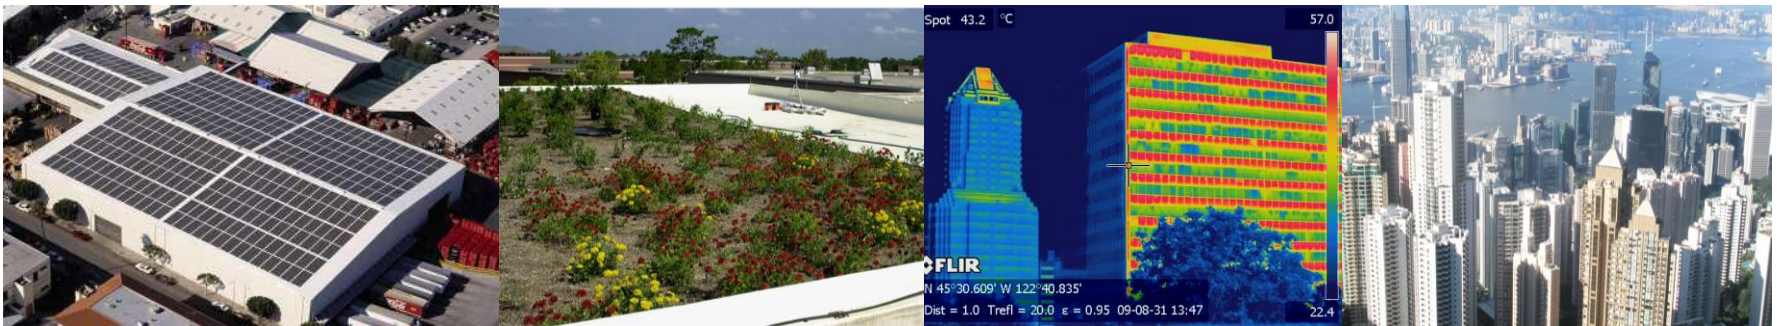 Spot 43.2 °C
57.0
FLIR
N 45°30.609' W 122°40.835'
Dist = 1.0 Trefl = 20.0 ε = 0.95 09-08-31 13:47
22.4